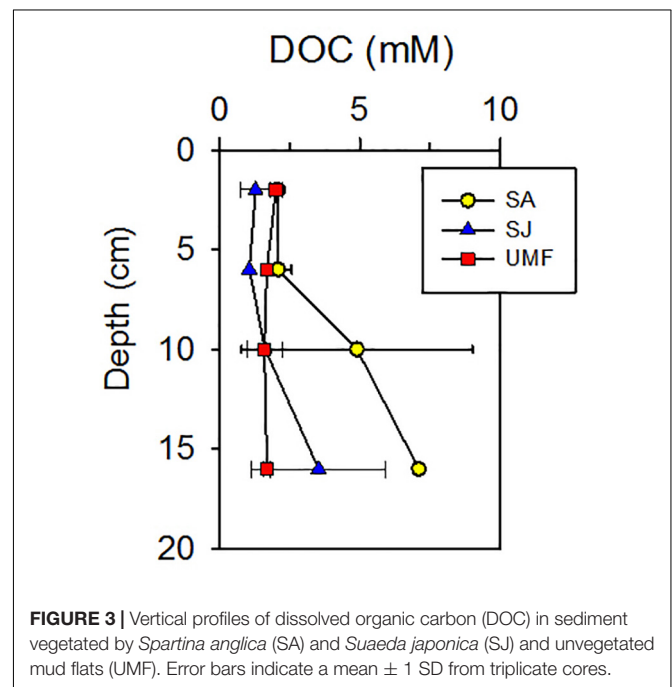 DOC (mM)
0 5 10
0
5
10
15
20
Depth (cm)
SA
SJ
UMF
FIGURE 3 | Vertical profiles of dissolved organic carbon (DOC) in sediment
vegetated by Spartina anglica (SA) and Suaeda japonica (SJ) and unvegetated
mud flats (UMF). Error bars indicate a mean ± 1 SD from triplicate cores.